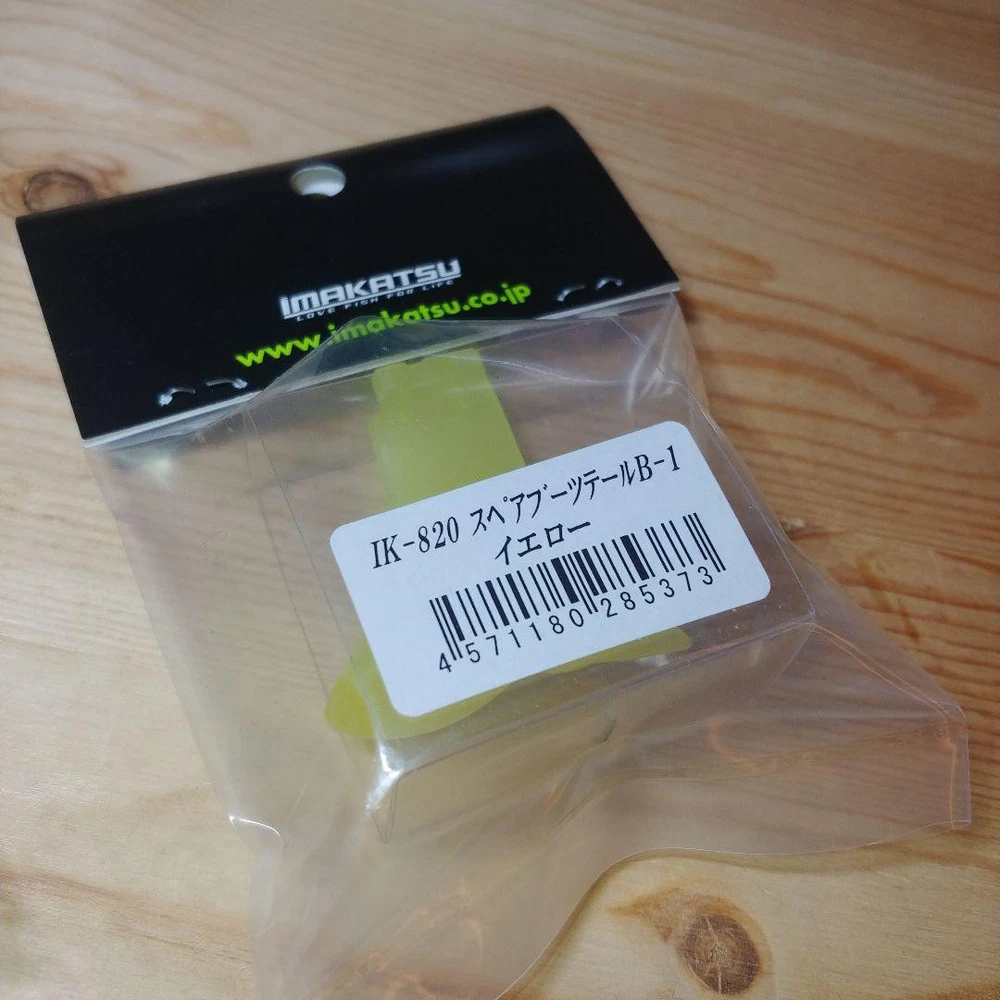 iMAKATSU
LOVE FISH FOR LIFE
www.imakatsu.co.jp
IK-820 スペアブーツテールB-1
イエロー
4571180285373